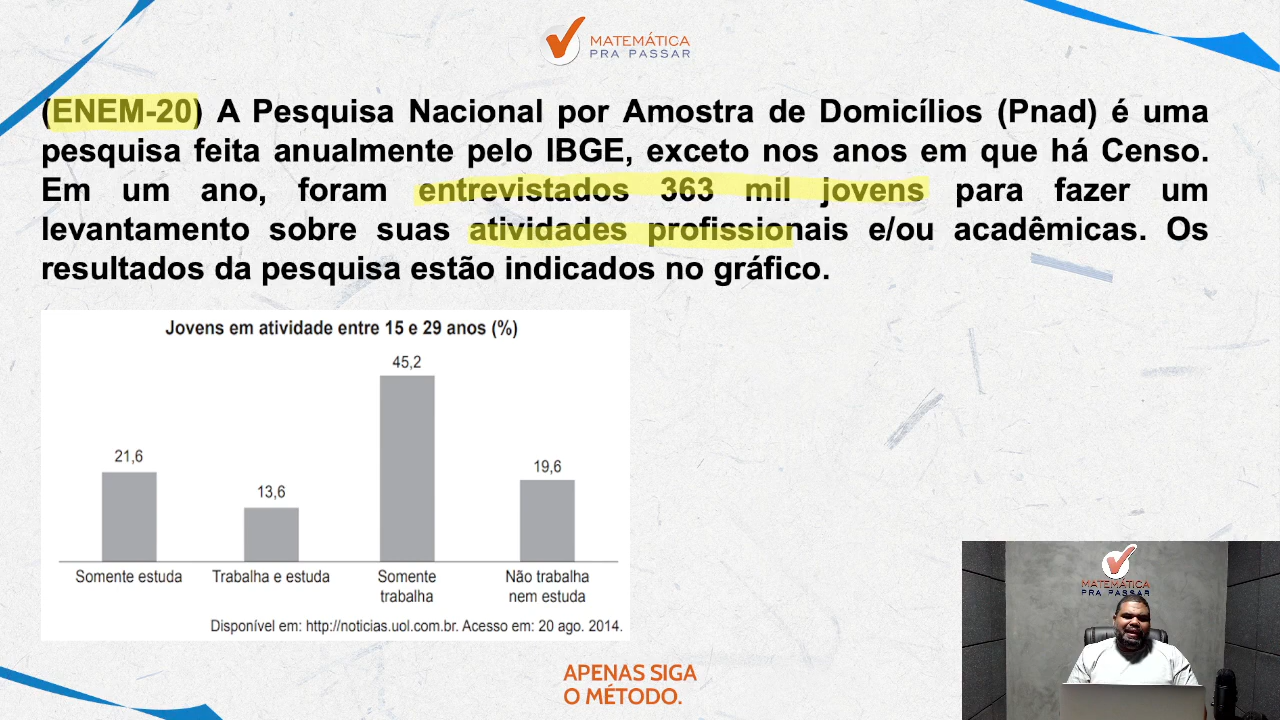 MATEMÁTICA
PRA PASSAR
(ENEM-20) A Pesquisa Nacional por Amostra de Domicílios (Pnad) é uma
pesquisa feita anualmente pelo IBGE, exceto nos anos em que há Censo.
Em um ano, foram entrevistados 363 mil jovens para fazer um
levantamento sobre suas atividades profissionais e/ou acadêmicas. Os
resultados da pesquisa estão indicados no gráfico.
Jovens em atividade entre 15 e 29 anos (%)
45,2
21,6
19,6
13,6
Somente estuda
Trabalha e estuda
Somente
trabalha
Não trabalha
nem estuda
Disponível em: http://noticias.uol.com.br. Acesso em: 20 ago. 2014.
MATEMÁTICA
PRA PASSAR
APENAS SIGA
O MÉTODO.